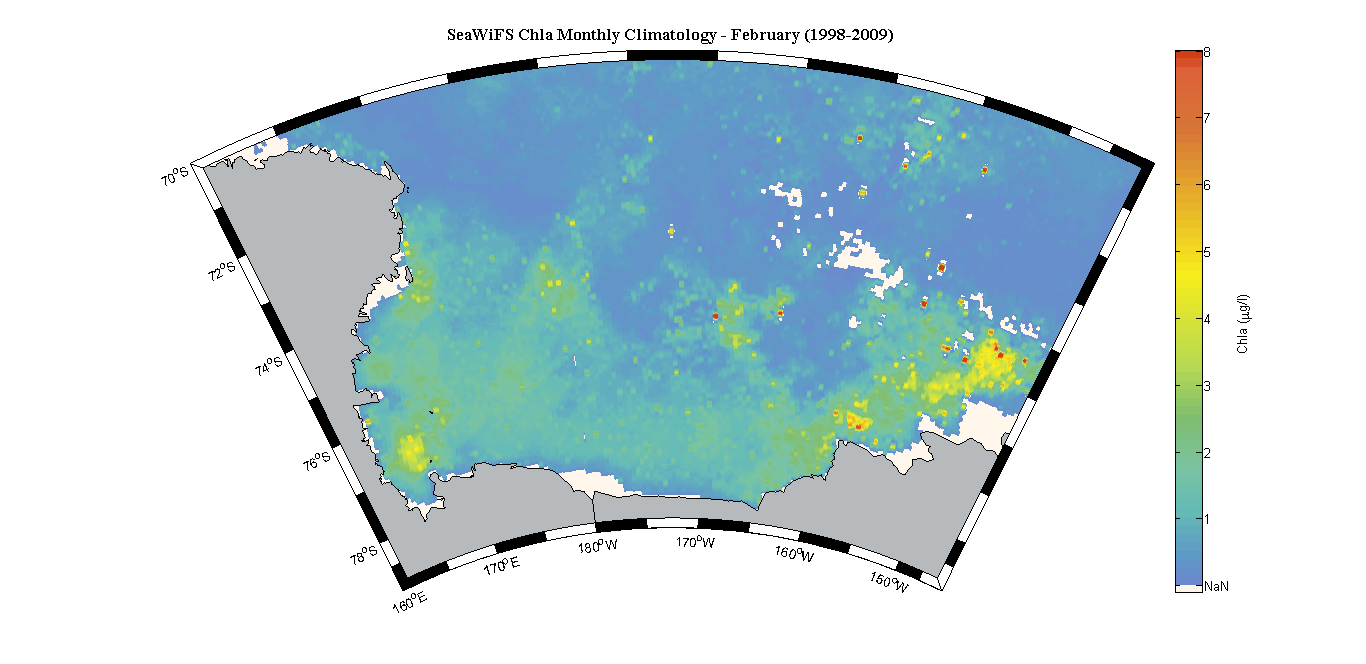 SeaWiFS Chla Monthly Climatology - February (1998-2009)
8
7
6
5
4
3
2
1
NaN
Chla (µg/l)
70°S
72°S
74°S
76°S
78°S
160°E
170°E
180°W
170°W
160°W
150°W